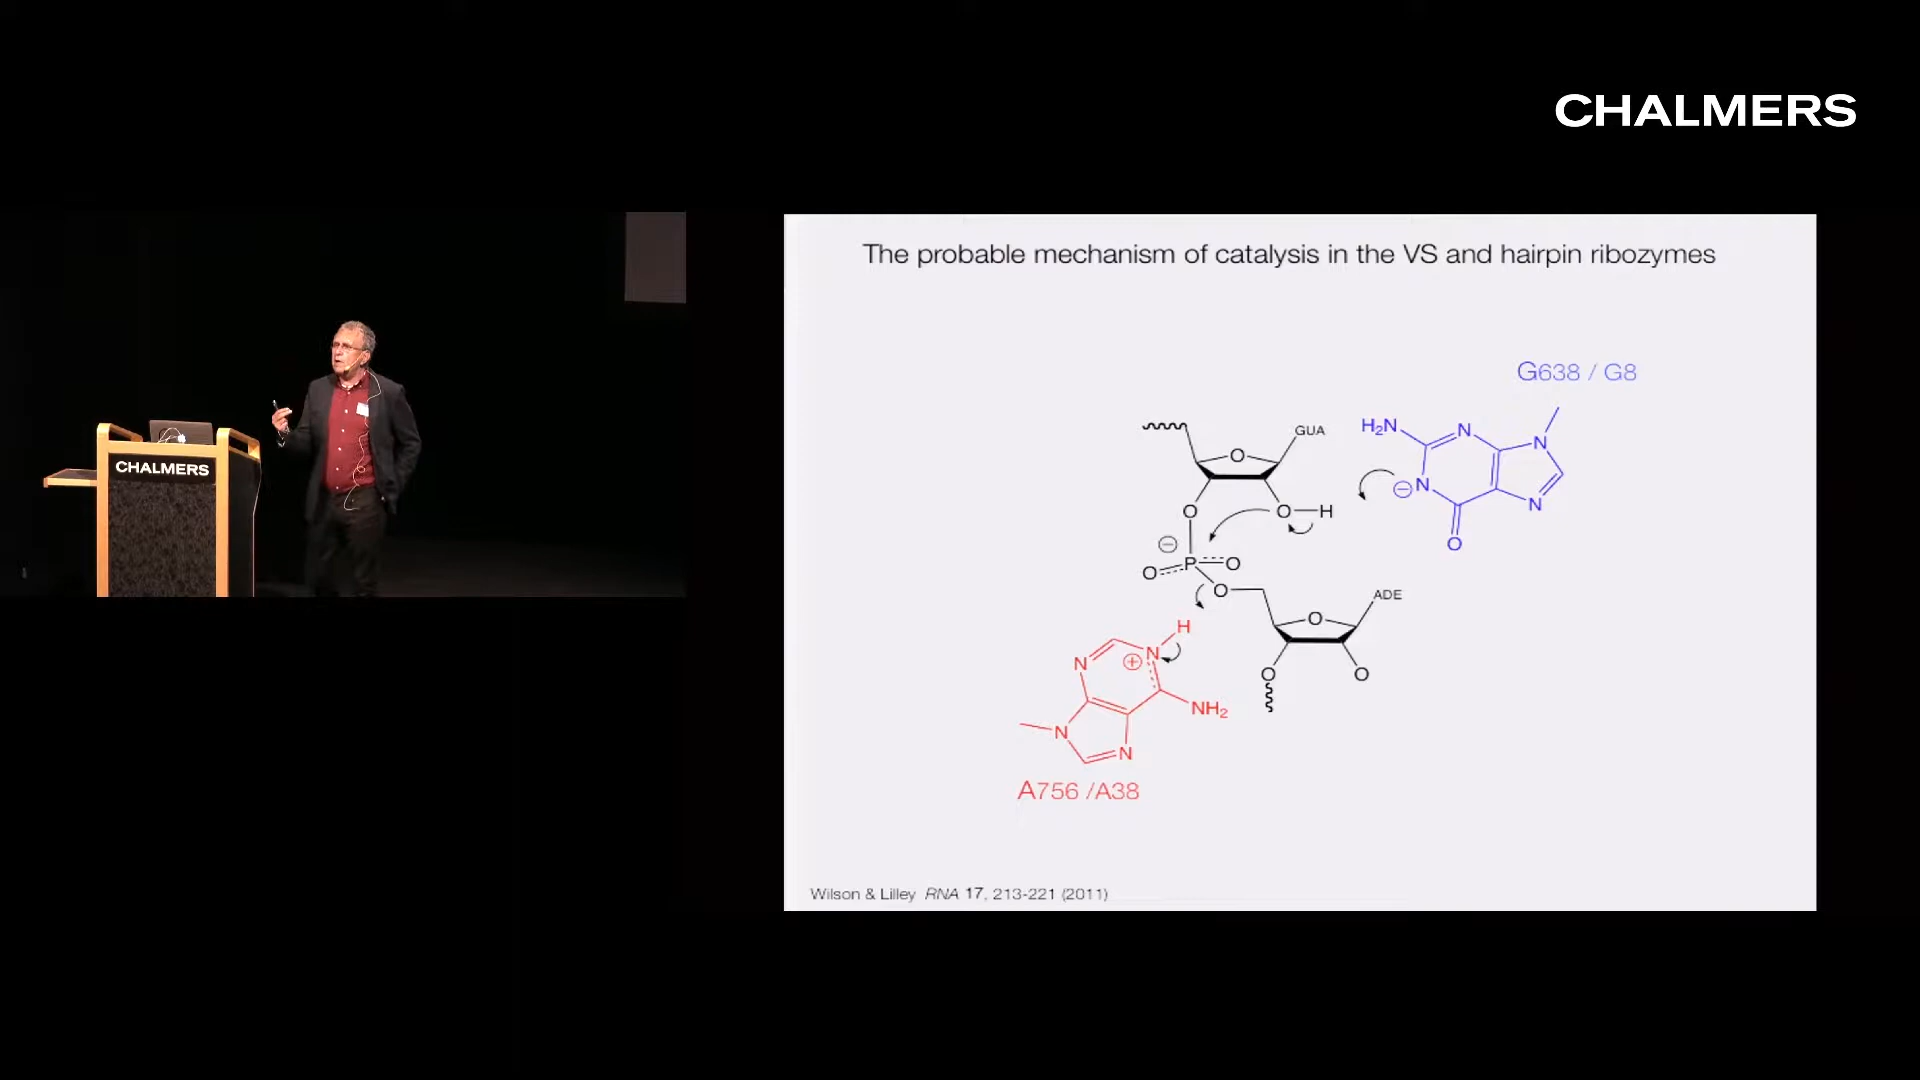 CHALMERS
CHALMERS
The probable mechanism of catalysis in the VS and hairpin ribozymes
G638 / G8
H₂N
N
N
N
N
⊖
O
GUA
O
O
O
H
⊖
O
P
O
O
ADE
O
O
O
H
N
N
⊕
NH₂
N
N
A756 /A38
Wilson & Lilley RNA 17, 213-221 (2011)